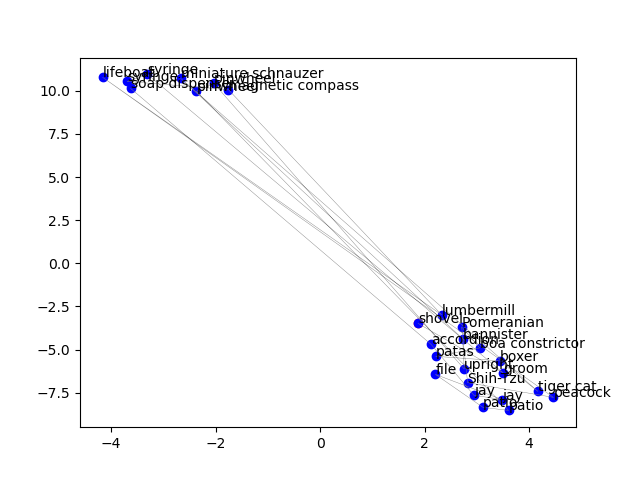 lifeboat
syringe
miniature schnauzer
syringe
pinwheel
soap dispenser
pinwheel
magnetic compass
10.0
7.5
5.0
2.5
0.0
−2.5
−5.0
−7.5
lumbermill
shovel
Pomeranian
bannister
accordion
boa constrictor
patas
boxer
upright
file
groom
Shih-Tzu
tiger cat
jay
peacock
jay
patio
patio
−4
−2
0
2
4